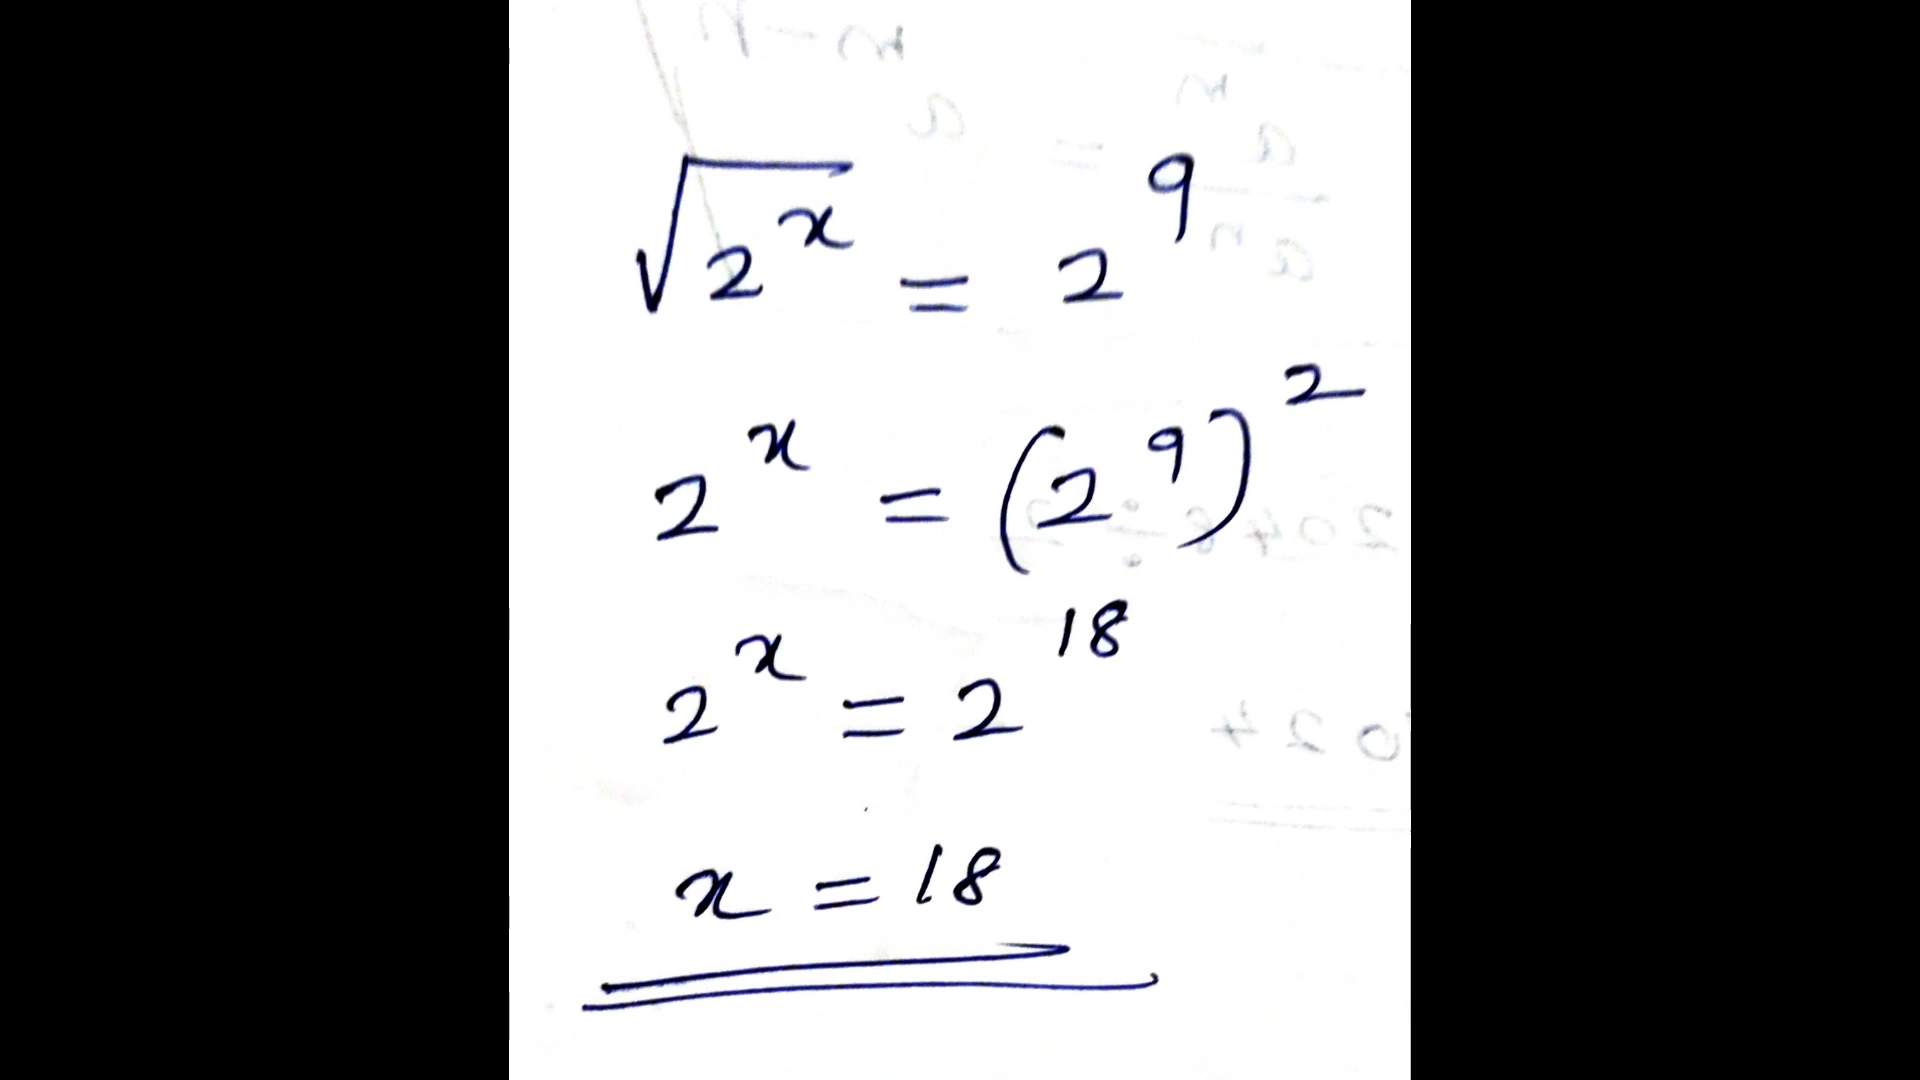 √2^x = 2^9
2^x = (2^9)^2
2^x = 2^18
x = 18